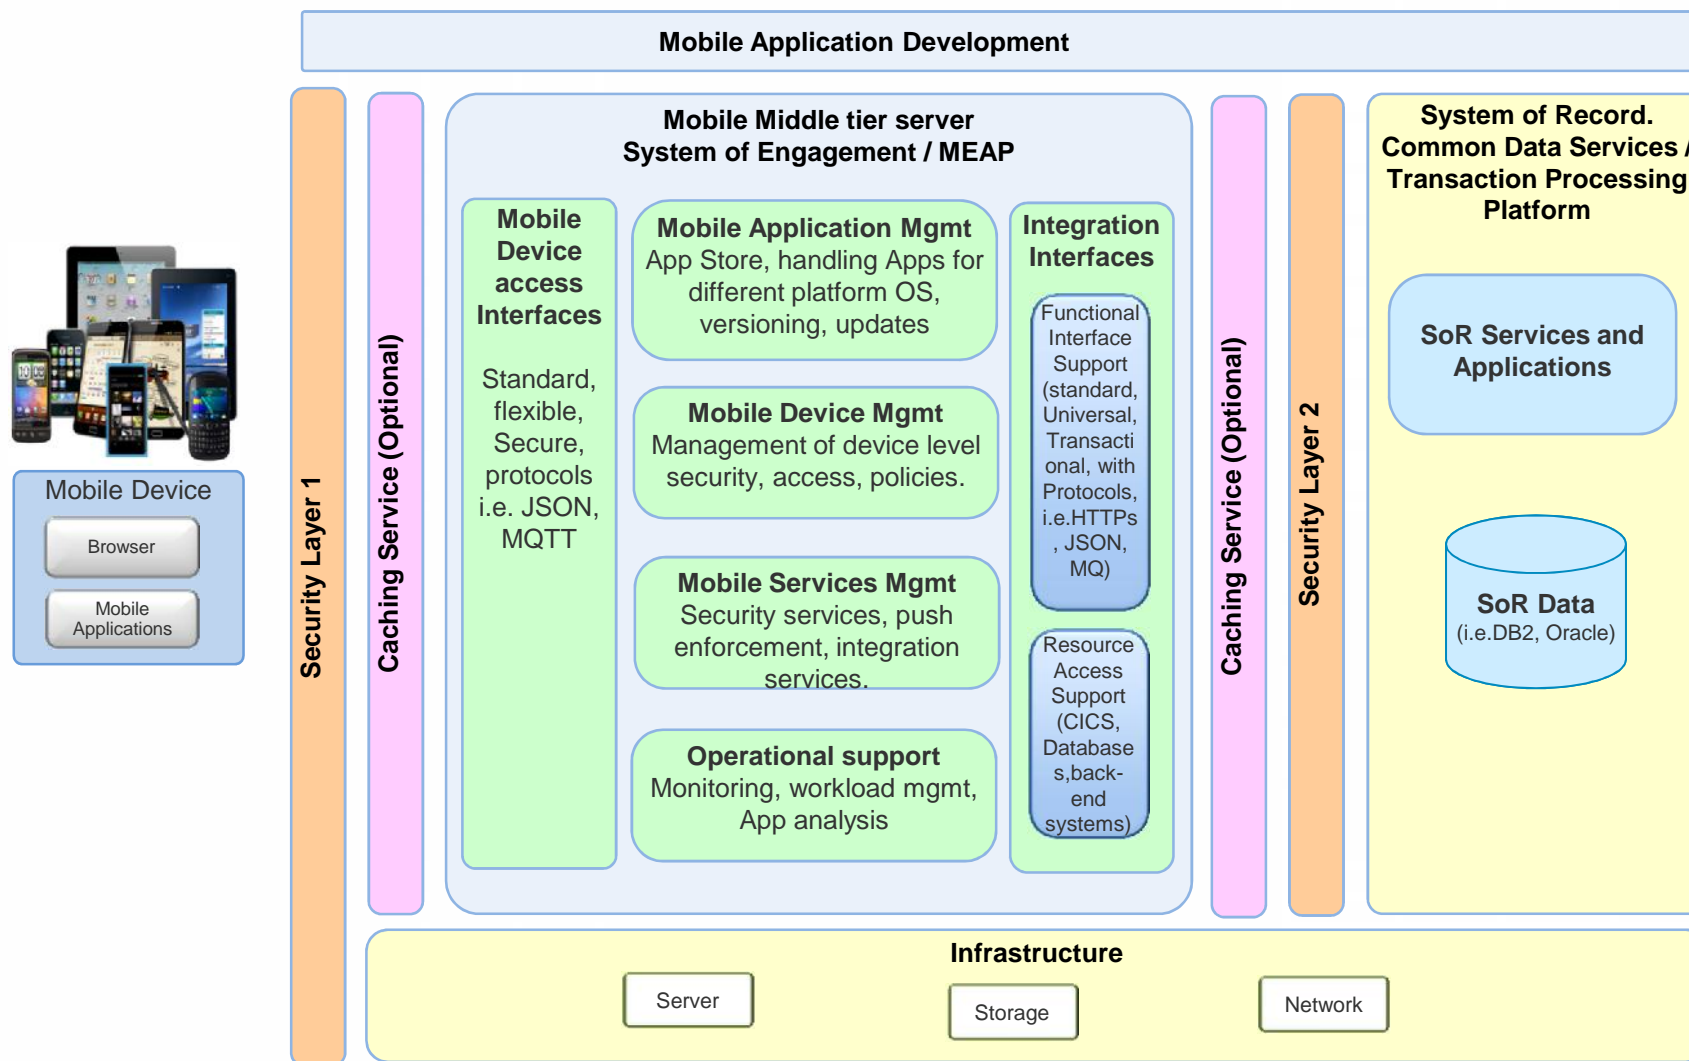 Mobile Application Development
Mobile Device
Browser
Mobile
Applications
Security Layer 1
Caching Service (Optional)
Mobile Middle tier server
System of Engagement / MEAP
Mobile
Device
access
Interfaces
Standard,
flexible,
Secure,
protocols
i.e. JSON,
MQTT
Mobile Application Mgmt
App Store, handling Apps for
different platform OS,
versioning, updates
Mobile Device Mgmt
Management of device level
security, access, policies.
Mobile Services Mgmt
Security services, push
enforcement, integration
services.
Operational support
Monitoring, workload mgmt,
App analysis
Integration
Interfaces
Functional
Interface
Support
(standard,
Universal,
Transacti
onal, with
Protocols,
i.e.HTTPs
, JSON,
MQ)
Resource
Access
Support
(CICS,
Database
s,back-
end
systems)
Caching Service (Optional)
Security Layer 2
System of Record.
Common Data Services /
Transaction Processing
Platform
SoR Services and
Applications
SoR Data
(i.e.DB2, Oracle)
Infrastructure
Server
Storage
Network